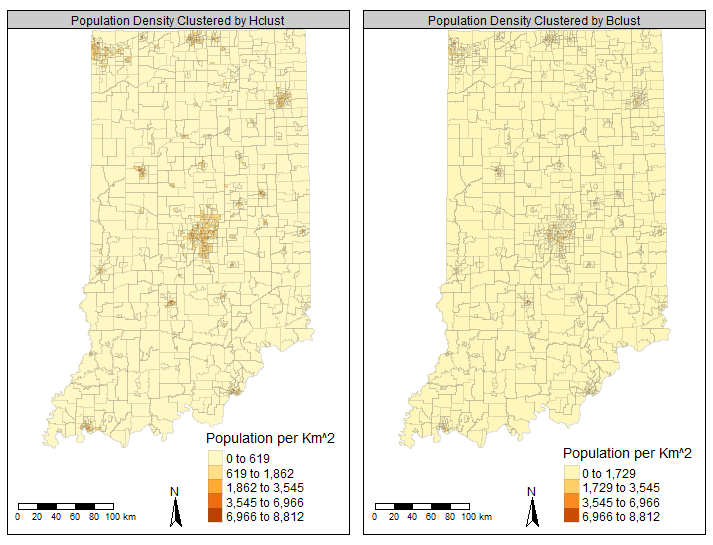 Population Density Clustered by Hclust
Population per Km^2
0 to 619
619 to 1,862
1,862 to 3,545
3,545 to 6,966
6,966 to 8,812
N
0 20 40 60 80 100 km
Population Density Clustered by Bclust
Population per Km^2
0 to 1,729
1,729 to 3,545
3,545 to 6,966
6,966 to 8,812
N
0 20 40 60 80 100 km